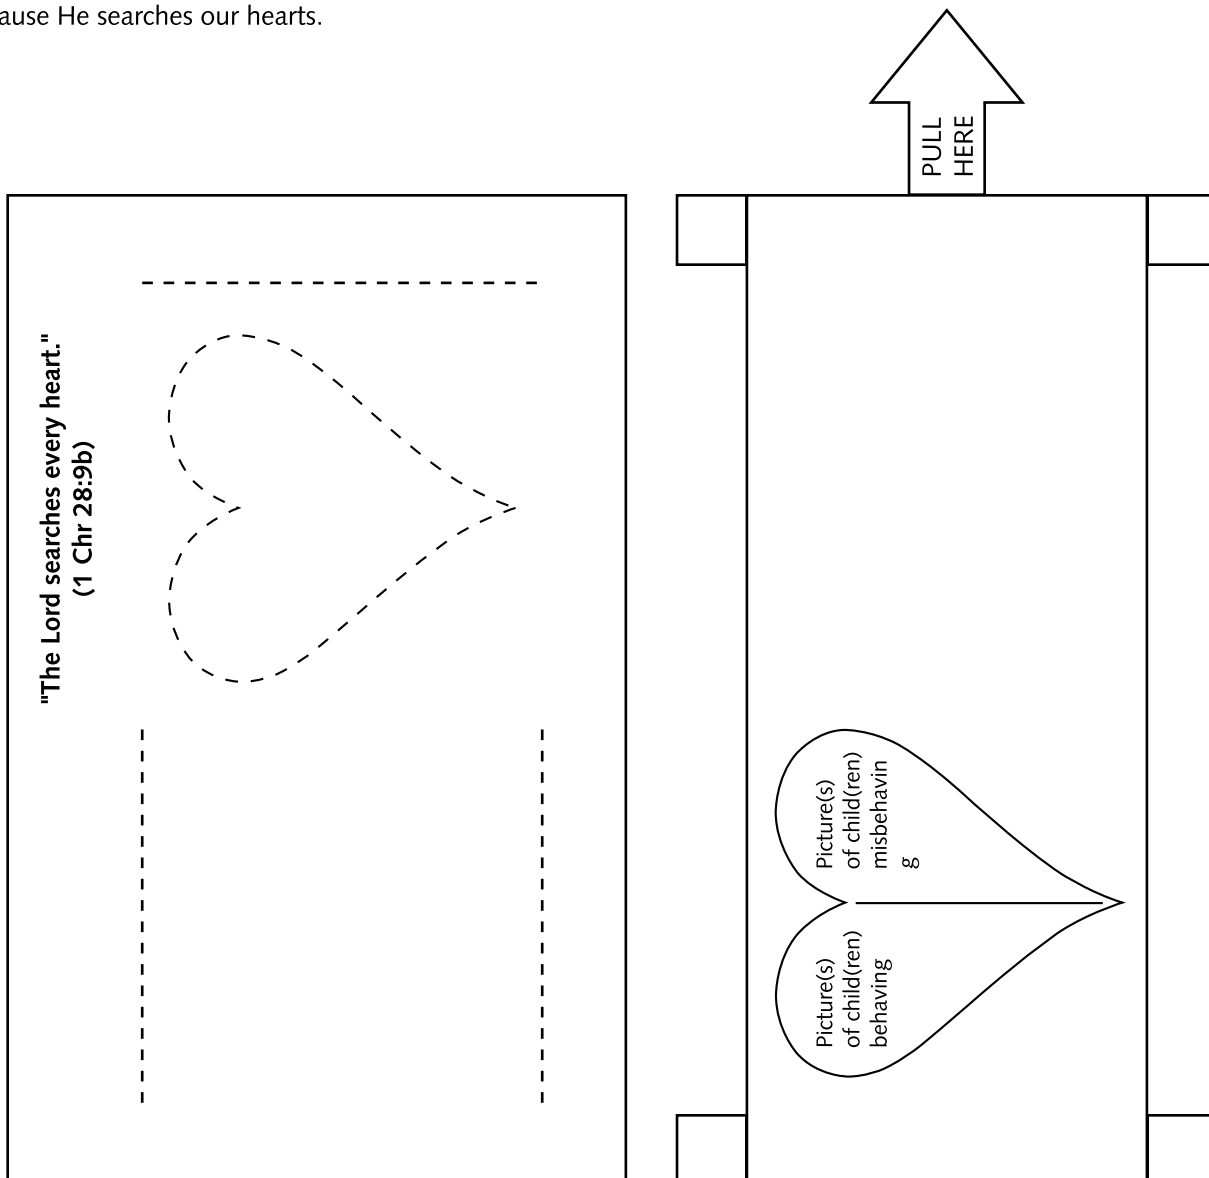 ause He searches our hearts.
PULL
HERE
"The Lord searches every heart."
(1 Chr 28:9b)
Picture(s)
of child(ren)
misbehavin
g
Picture(s)
of child(ren)
behaving